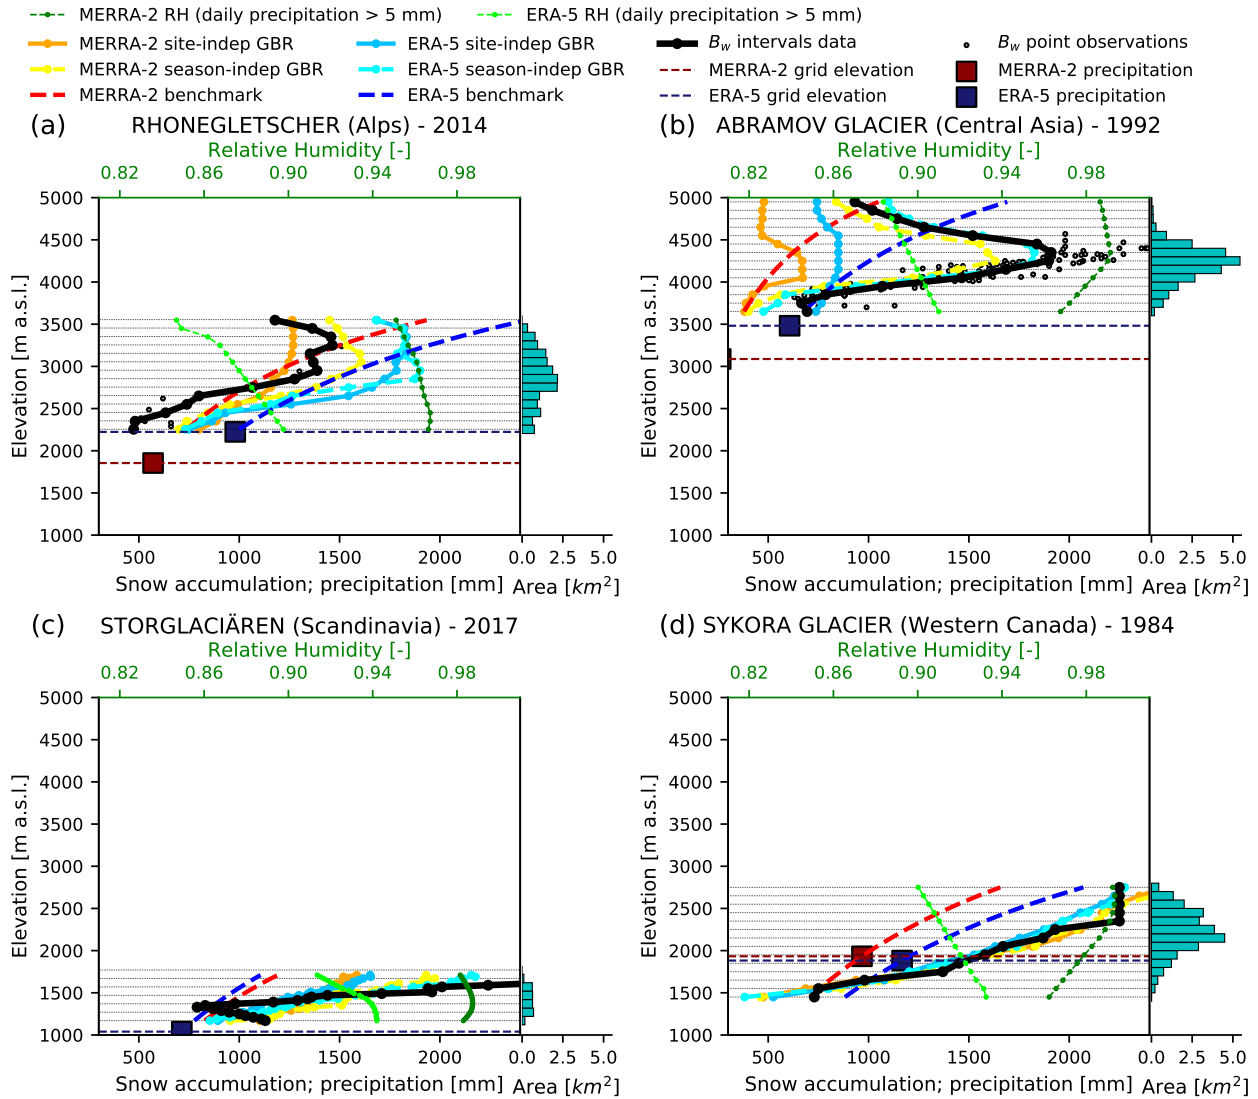 MERRA-2 RH (daily precipitation > 5 mm) ERA-5 RH (daily precipitation > 5 mm)
MERRA-2 site-indep GBR ERA-5 site-indep GBR B_w intervals data B_w point observations
MERRA-2 season-indep GBR ERA-5 season-indep GBR MERRA-2 grid elevation MERRA-2 precipitation
MERRA-2 benchmark ERA-5 benchmark ERA-5 grid elevation ERA-5 precipitation
(a) RHONEGLETSCHER (Alps) - 2014
Relative Humidity [-]
0.82 0.86 0.90 0.94 0.98
5000
4500
4000
3500
3000
2500
2000
1500
1000
Elevation [m a.s.l.]
500 1000 1500 2000 0.0 2.5 5.0
Snow accumulation; precipitation [mm] Area [km²]
(b) ABRAMOV GLACIER (Central Asia) - 1992
Relative Humidity [-]
0.82 0.86 0.90 0.94 0.98
5000
4500
4000
3500
3000
2500
2000
1500
1000
Elevation [m a.s.l.]
500 1000 1500 2000 0.0 2.5 5.0
Snow accumulation; precipitation [mm] Area [km²]
(c) STORGLACIÄREN (Scandinavia) - 2017
Relative Humidity [-]
0.82 0.86 0.90 0.94 0.98
5000
4500
4000
3500
3000
2500
2000
1500
1000
Elevation [m a.s.l.]
500 1000 1500 2000 0.0 2.5 5.0
Snow accumulation; precipitation [mm] Area [km²]
(d) SYKORA GLACIER (Western Canada) - 1984
Relative Humidity [-]
0.82 0.86 0.90 0.94 0.98
5000
4500
4000
3500
3000
2500
2000
1500
1000
Elevation [m a.s.l.]
500 1000 1500 2000 0.0 2.5 5.0
Snow accumulation; precipitation [mm] Area [km²]